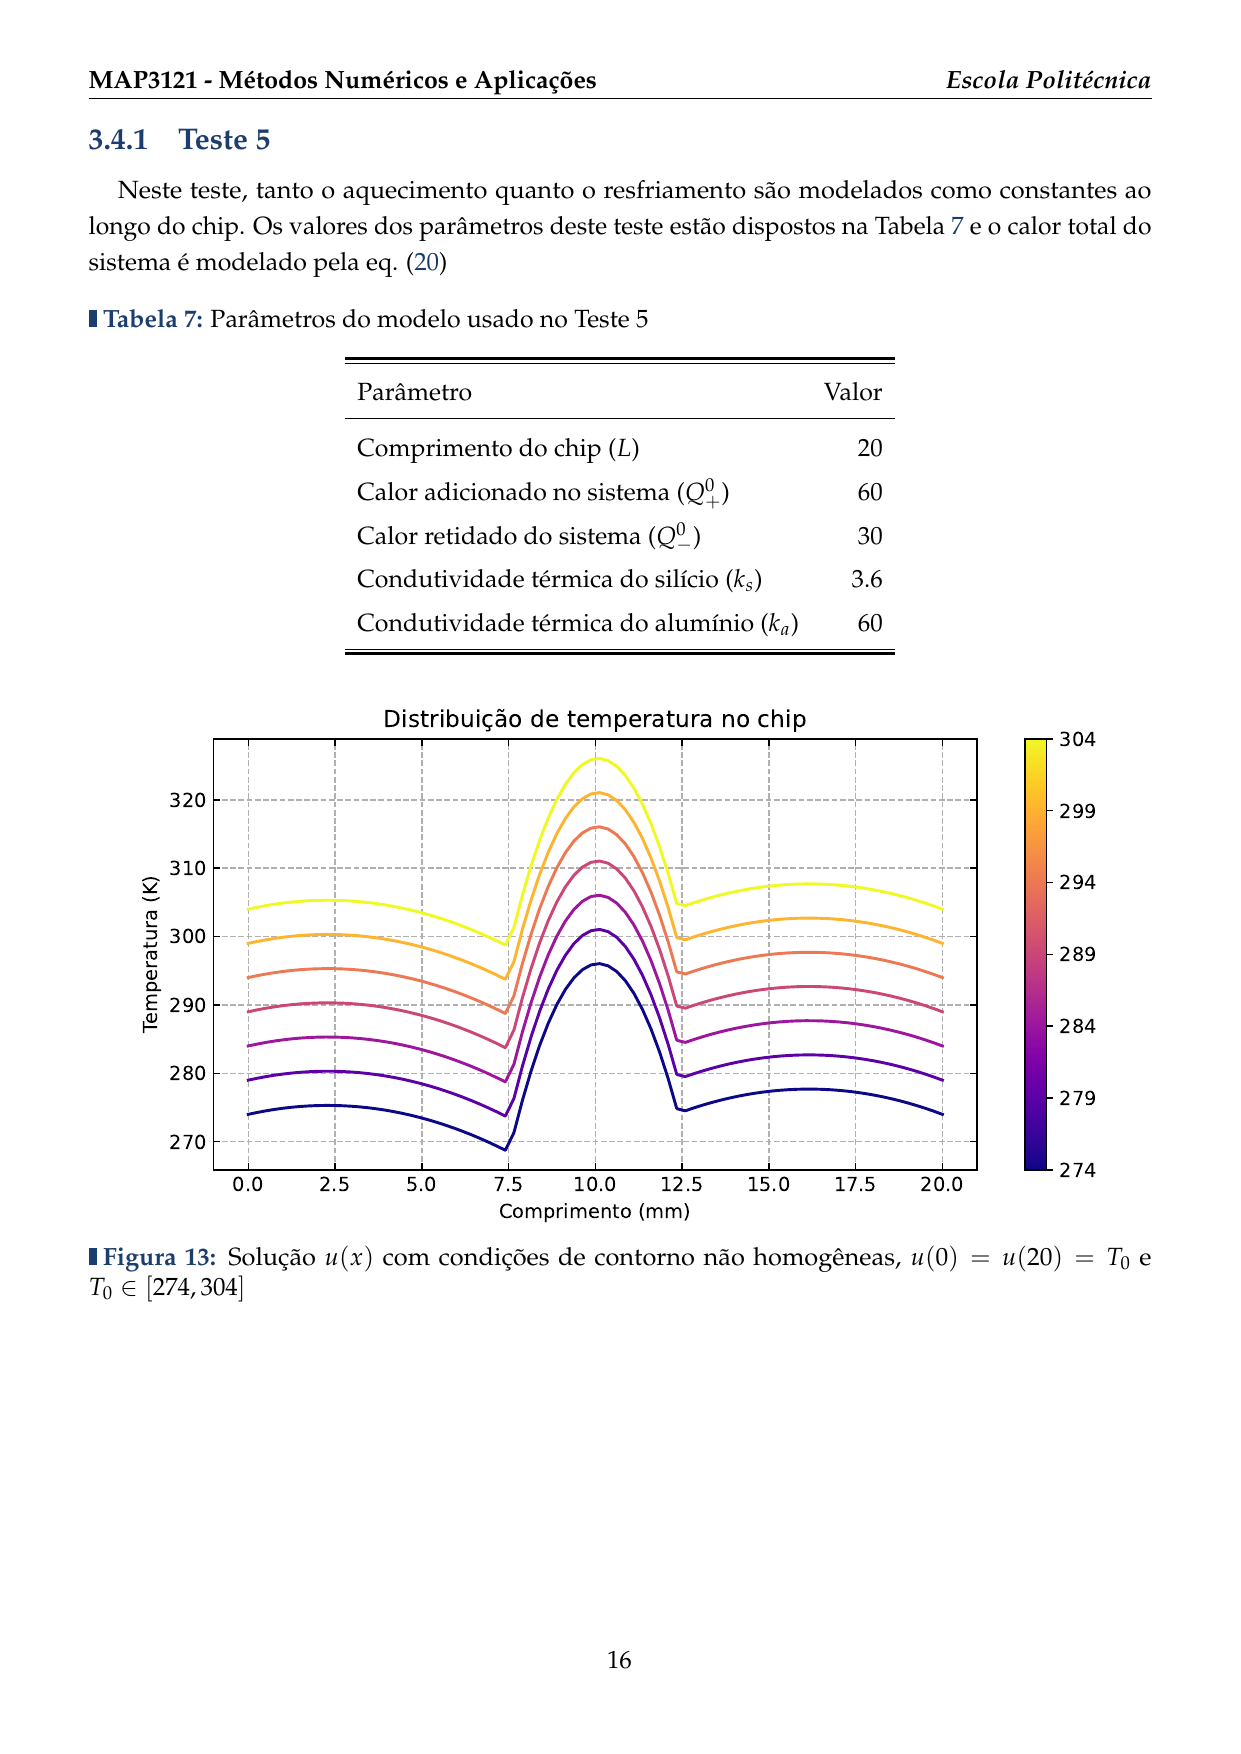 MAP3121 - Métodos Numéricos e Aplicações Escola Politécnica
3.4.1 Teste 5
Neste teste, tanto o aquecimento quanto o resfriamento são modelados como constantes ao
longo do chip. Os valores dos parâmetros deste teste estão dispostos na Tabela 7 e o calor total do
sistema é modelado pela eq. (20)
Tabela 7: Parâmetros do modelo usado no Teste 5
Parâmetro Valor
Comprimento do chip (L) 20
Calor adicionado no sistema (Q₊⁰) 60
Calor retidado do sistema (Q₋⁰) 30
Condutividade térmica do silício (kₛ) 3.6
Condutividade térmica do alumínio (kₐ) 60
Distribuição de temperatura no chip
320
310
300
290
280
270
Temperatura (K)
0.0 2.5 5.0 7.5 10.0 12.5 15.0 17.5 20.0
Comprimento (mm)
304
299
294
289
284
279
274
Figura 13: Solução u(x) com condições de contorno não homogêneas, u(0) = u(20) = T₀ e
T₀ ∈ [274, 304]
16